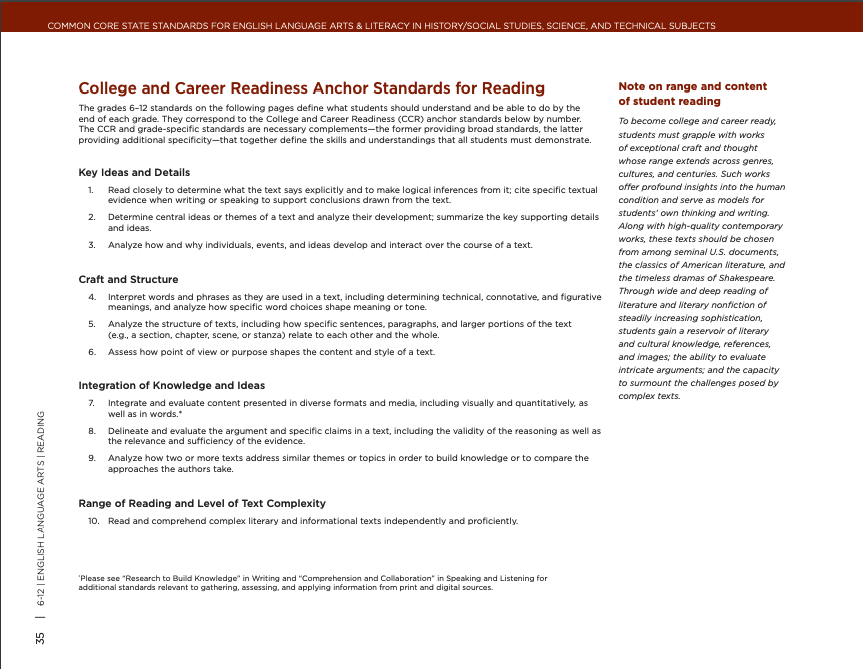 COMMON CORE STATE STANDARDS FOR ENGLISH LANGUAGE ARTS & LITERACY IN HISTORY/SOCIAL STUDIES, SCIENCE, AND TECHNICAL SUBJECTS
College and Career Readiness Anchor Standards for Reading
The grades 6–12 standards on the following pages define what students should understand and be able to do by the
end of each grade. They correspond to the College and Career Readiness (CCR) anchor standards below by number.
The CCR and grade-specific standards are necessary complements—the former providing broad standards, the latter
providing additional specificity—that together define the skills and understandings that all students must demonstrate.
Key Ideas and Details
1. Read closely to determine what the text says explicitly and to make logical inferences from it; cite specific textual
evidence when writing or speaking to support conclusions drawn from the text.
2. Determine central ideas or themes of a text and analyze their development; summarize the key supporting details
and ideas.
3. Analyze how and why individuals, events, and ideas develop and interact over the course of a text.
Craft and Structure
4. Interpret words and phrases as they are used in a text, including determining technical, connotative, and figurative
meanings, and analyze how specific word choices shape meaning or tone.
5. Analyze the structure of texts, including how specific sentences, paragraphs, and larger portions of the text
(e.g., a section, chapter, scene, or stanza) relate to each other and the whole.
6. Assess how point of view or purpose shapes the content and style of a text.
Integration of Knowledge and Ideas
7. Integrate and evaluate content presented in diverse formats and media, including visually and quantitatively, as
well as in words.*
8. Delineate and evaluate the argument and specific claims in a text, including the validity of the reasoning as well as
the relevance and sufficiency of the evidence.
9. Analyze how two or more texts address similar themes or topics in order to build knowledge or to compare the
approaches the authors take.
Range of Reading and Level of Text Complexity
10. Read and comprehend complex literary and informational texts independently and proficiently.
*Please see “Research to Build Knowledge” in Writing and “Comprehension and Collaboration” in Speaking and Listening for
additional standards relevant to gathering, assessing, and applying information from print and digital sources.
Note on range and content
of student reading
To become college and career ready,
students must grapple with works
of exceptional craft and thought
whose range extends across genres,
cultures, and centuries. Such works
offer profound insights into the human
condition and serve as models for
students’ own thinking and writing.
Along with high-quality contemporary
works, these texts should be chosen
from among seminal U.S. documents,
the classics of American literature, and
the timeless dramas of Shakespeare.
Through wide and deep reading of
literature and literary nonfiction of
steadily increasing sophistication,
students gain a reservoir of literary
and cultural knowledge, references,
and images; the ability to evaluate
intricate arguments; and the capacity
to surmount the challenges posed by
complex texts.
35 | 6-12 | ENGLISH LANGUAGE ARTS | READING